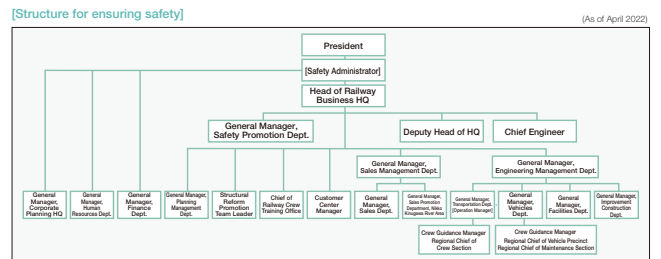 [Structure for ensuring safety]
(As of April 2022)
President
[Safety Administrator]
Head of Railway
Business HQ
General Manager,
Safety Promotion Dept.
Deputy Head of HQ
Chief Engineer
General Manager,
Sales Management Dept.
General Manager,
Engineering Management Dept.
General
Manager,
Corporate
Planning HQ
General
Manager,
Human
Resources Dept.
General
Manager,
Finance
Dept.
General
Manager, Planning
Management
Dept.
Structural
Reform
Promotion
Team Leader
Chief of
Railway Crew
Training Office
Customer
Center
Manager
General
Manager,
Sales Dept.
General
Manager,
Sales Promotion
Department, Nikko
Kinugawa River Area
General
Manager,
Transportation Dept.
[Operation Manager]
General
Manager,
Vehicles
Dept.
General
Manager,
Facilities Dept.
General
Manager,
Improvement
Construction
Dept.
Crew Guidance Manager
Regional Chief of
Crew Section
Crew Guidance Manager
Regional Chief of Vehicle Precinct
Regional Chief of Maintenance Section